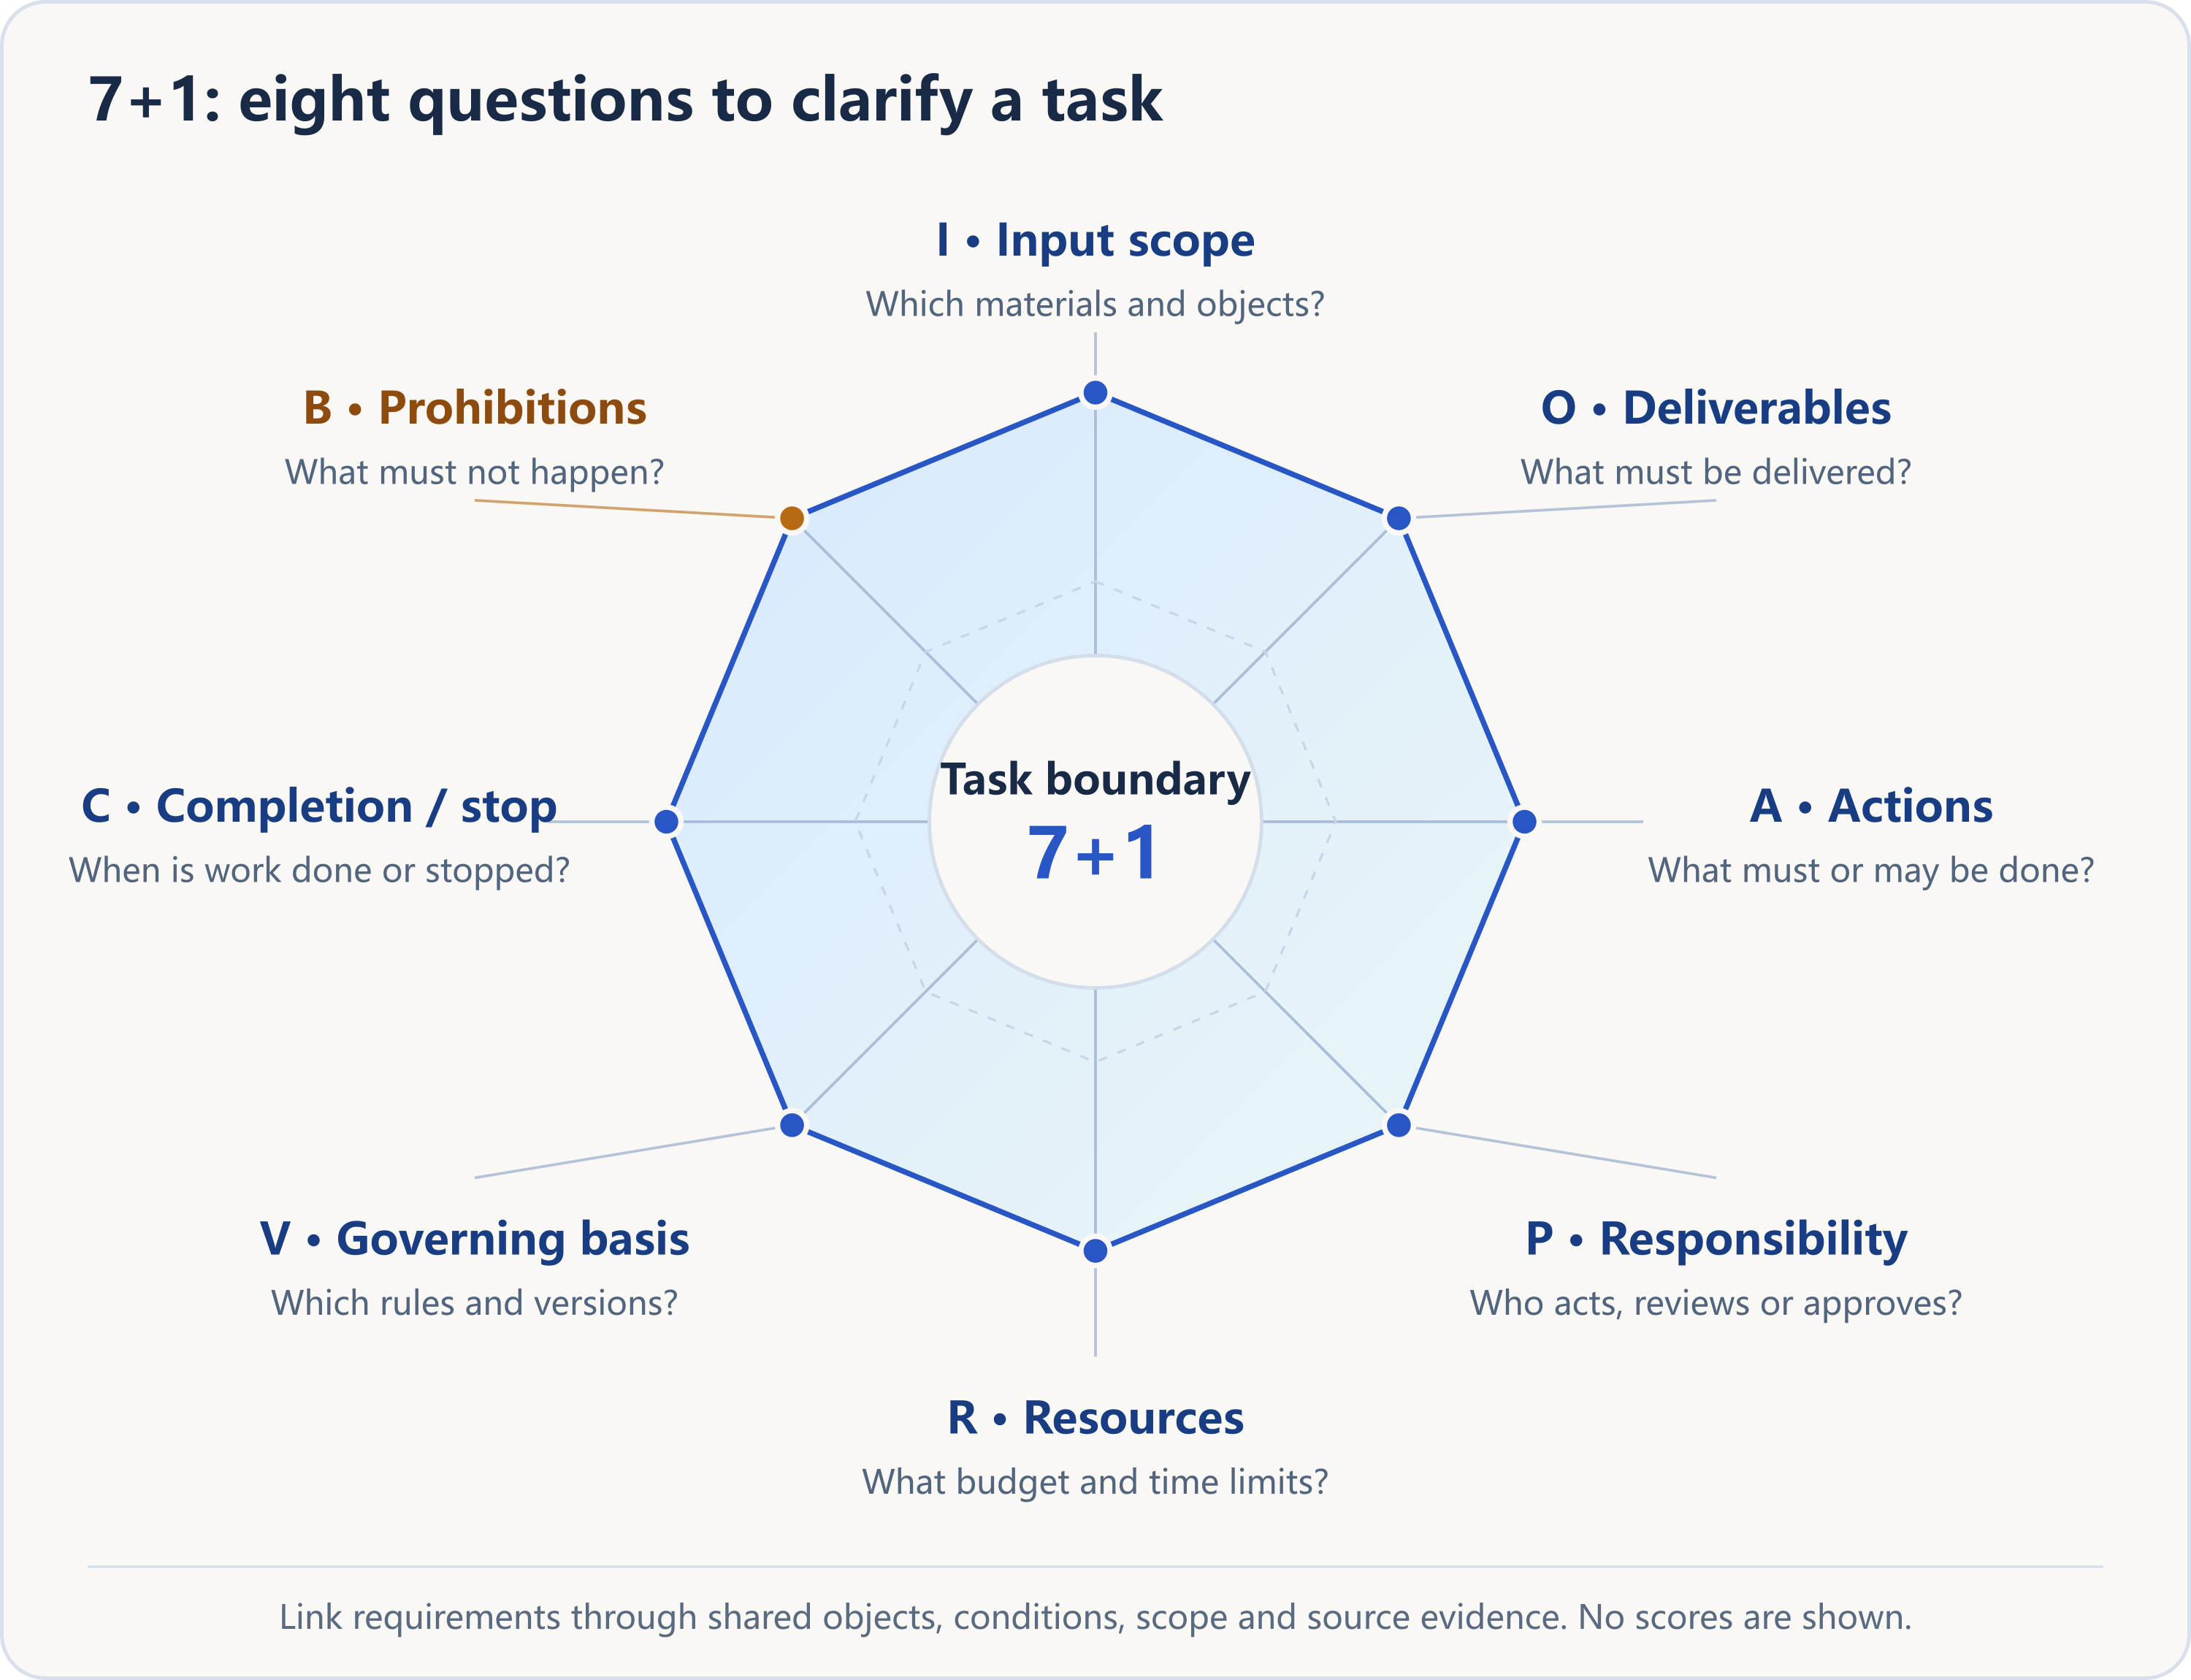 7+1: eight questions to clarify a task
I • Input scope
Which materials and objects?
B • Prohibitions
What must not happen?
O • Deliverables
What must be delivered?
Task boundary
7+1
C • Completion / stop
When is work done or stopped?
A • Actions
What must or may be done?
V • Governing basis
Which rules and versions?
P • Responsibility
Who acts, reviews or approves?
R • Resources
What budget and time limits?
Link requirements through shared objects, conditions, scope and source evidence. No scores are shown.